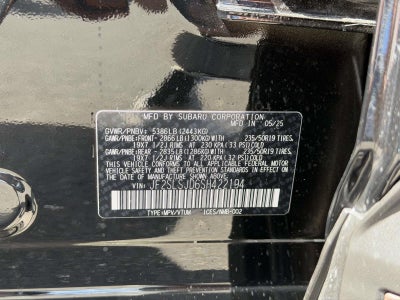 MFD BY SUBARU CORPORATION MADE IN 05/25
GVWR/PNBV: 5386LB(2443KG)
GAWR/PNBE:FRONT- 2866LB(1300KG)WITH 235/50R19 TIRES,
19X7 1/2J RIMS AT 230 KPA(33 PSI)COLD
GAWR/PNBE:REAR - 2835LB(1286KG)WITH 235/50R19 TIRES,
19X7 1/2J RIMS AT 220 KPA(32 PSI)COLD
THIS VEHICLE CONFORMS TO ALL APPLICABLE FEDERAL MOTOR
VEHICLE SAFETY AND THEFT PREVENTION STANDARDS IN EFFECT ON
THE DATE OF MANUFACTURE SHOWN ABOVE.
VIN: JF2SLSJD6SH422194
TYPE:MPV/VTUM ICES/NMB-002